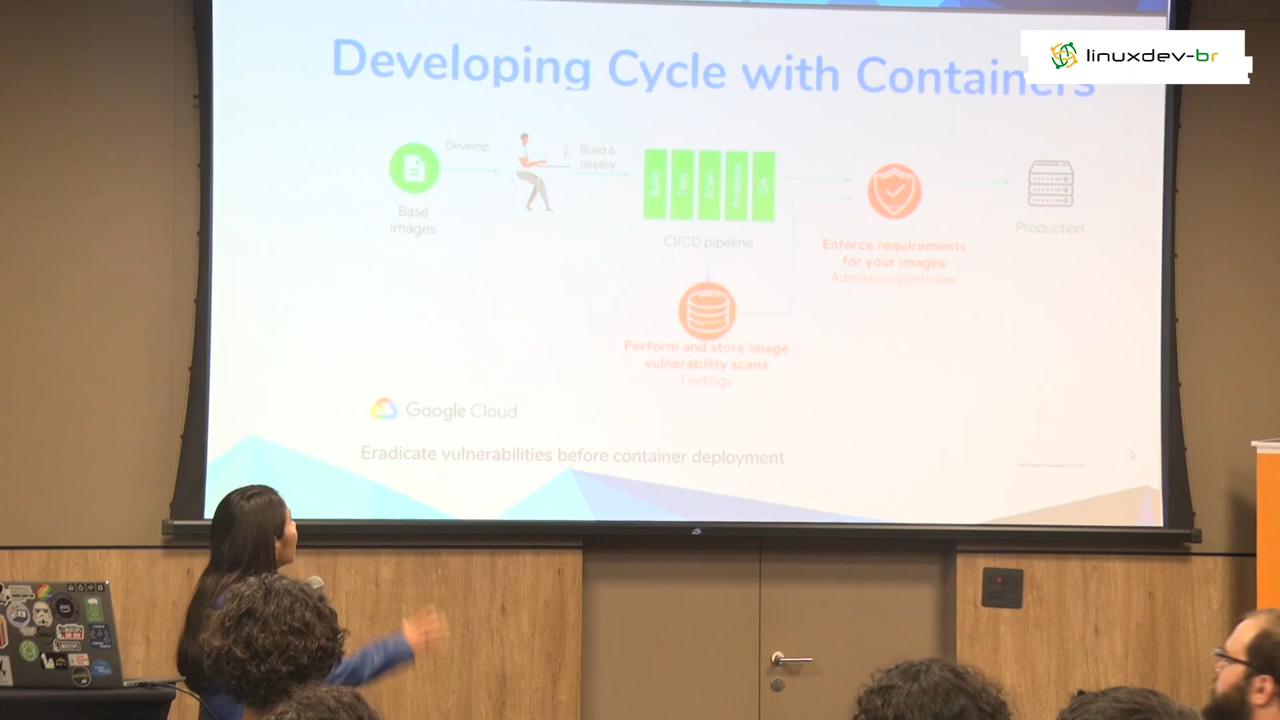 linuxdev-br
Developing Cycle with Containers
Develop
Build &
deploy
Build
Test
Scan
Analysis
QA
Base
images
CI/CD pipeline
Enforce requirements
for your images
Admission controller
Production
Perform and store image
vulnerability scans
Findings
Google Cloud
Eradicate vulnerabilities before container deployment